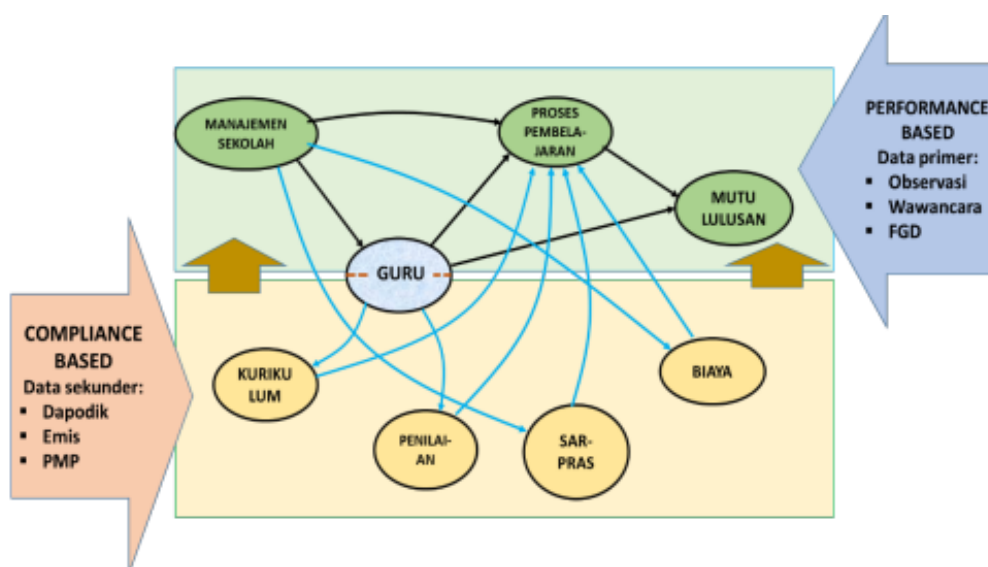 MANAJEMEN
SEKOLAH
PROSES
PEMBELA-
JARAN
MUTU
LULUSAN
GURU
PERFORMANCE
BASED
Data primer:
▪ Observasi
▪ Wawancara
▪ FGD
COMPLIANCE
BASED
Data sekunder:
▪ Dapodik
▪ Emis
▪ PMP
KURIKU
LUM
PENILAI-
AN
SAR-
PRAS
BIAYA